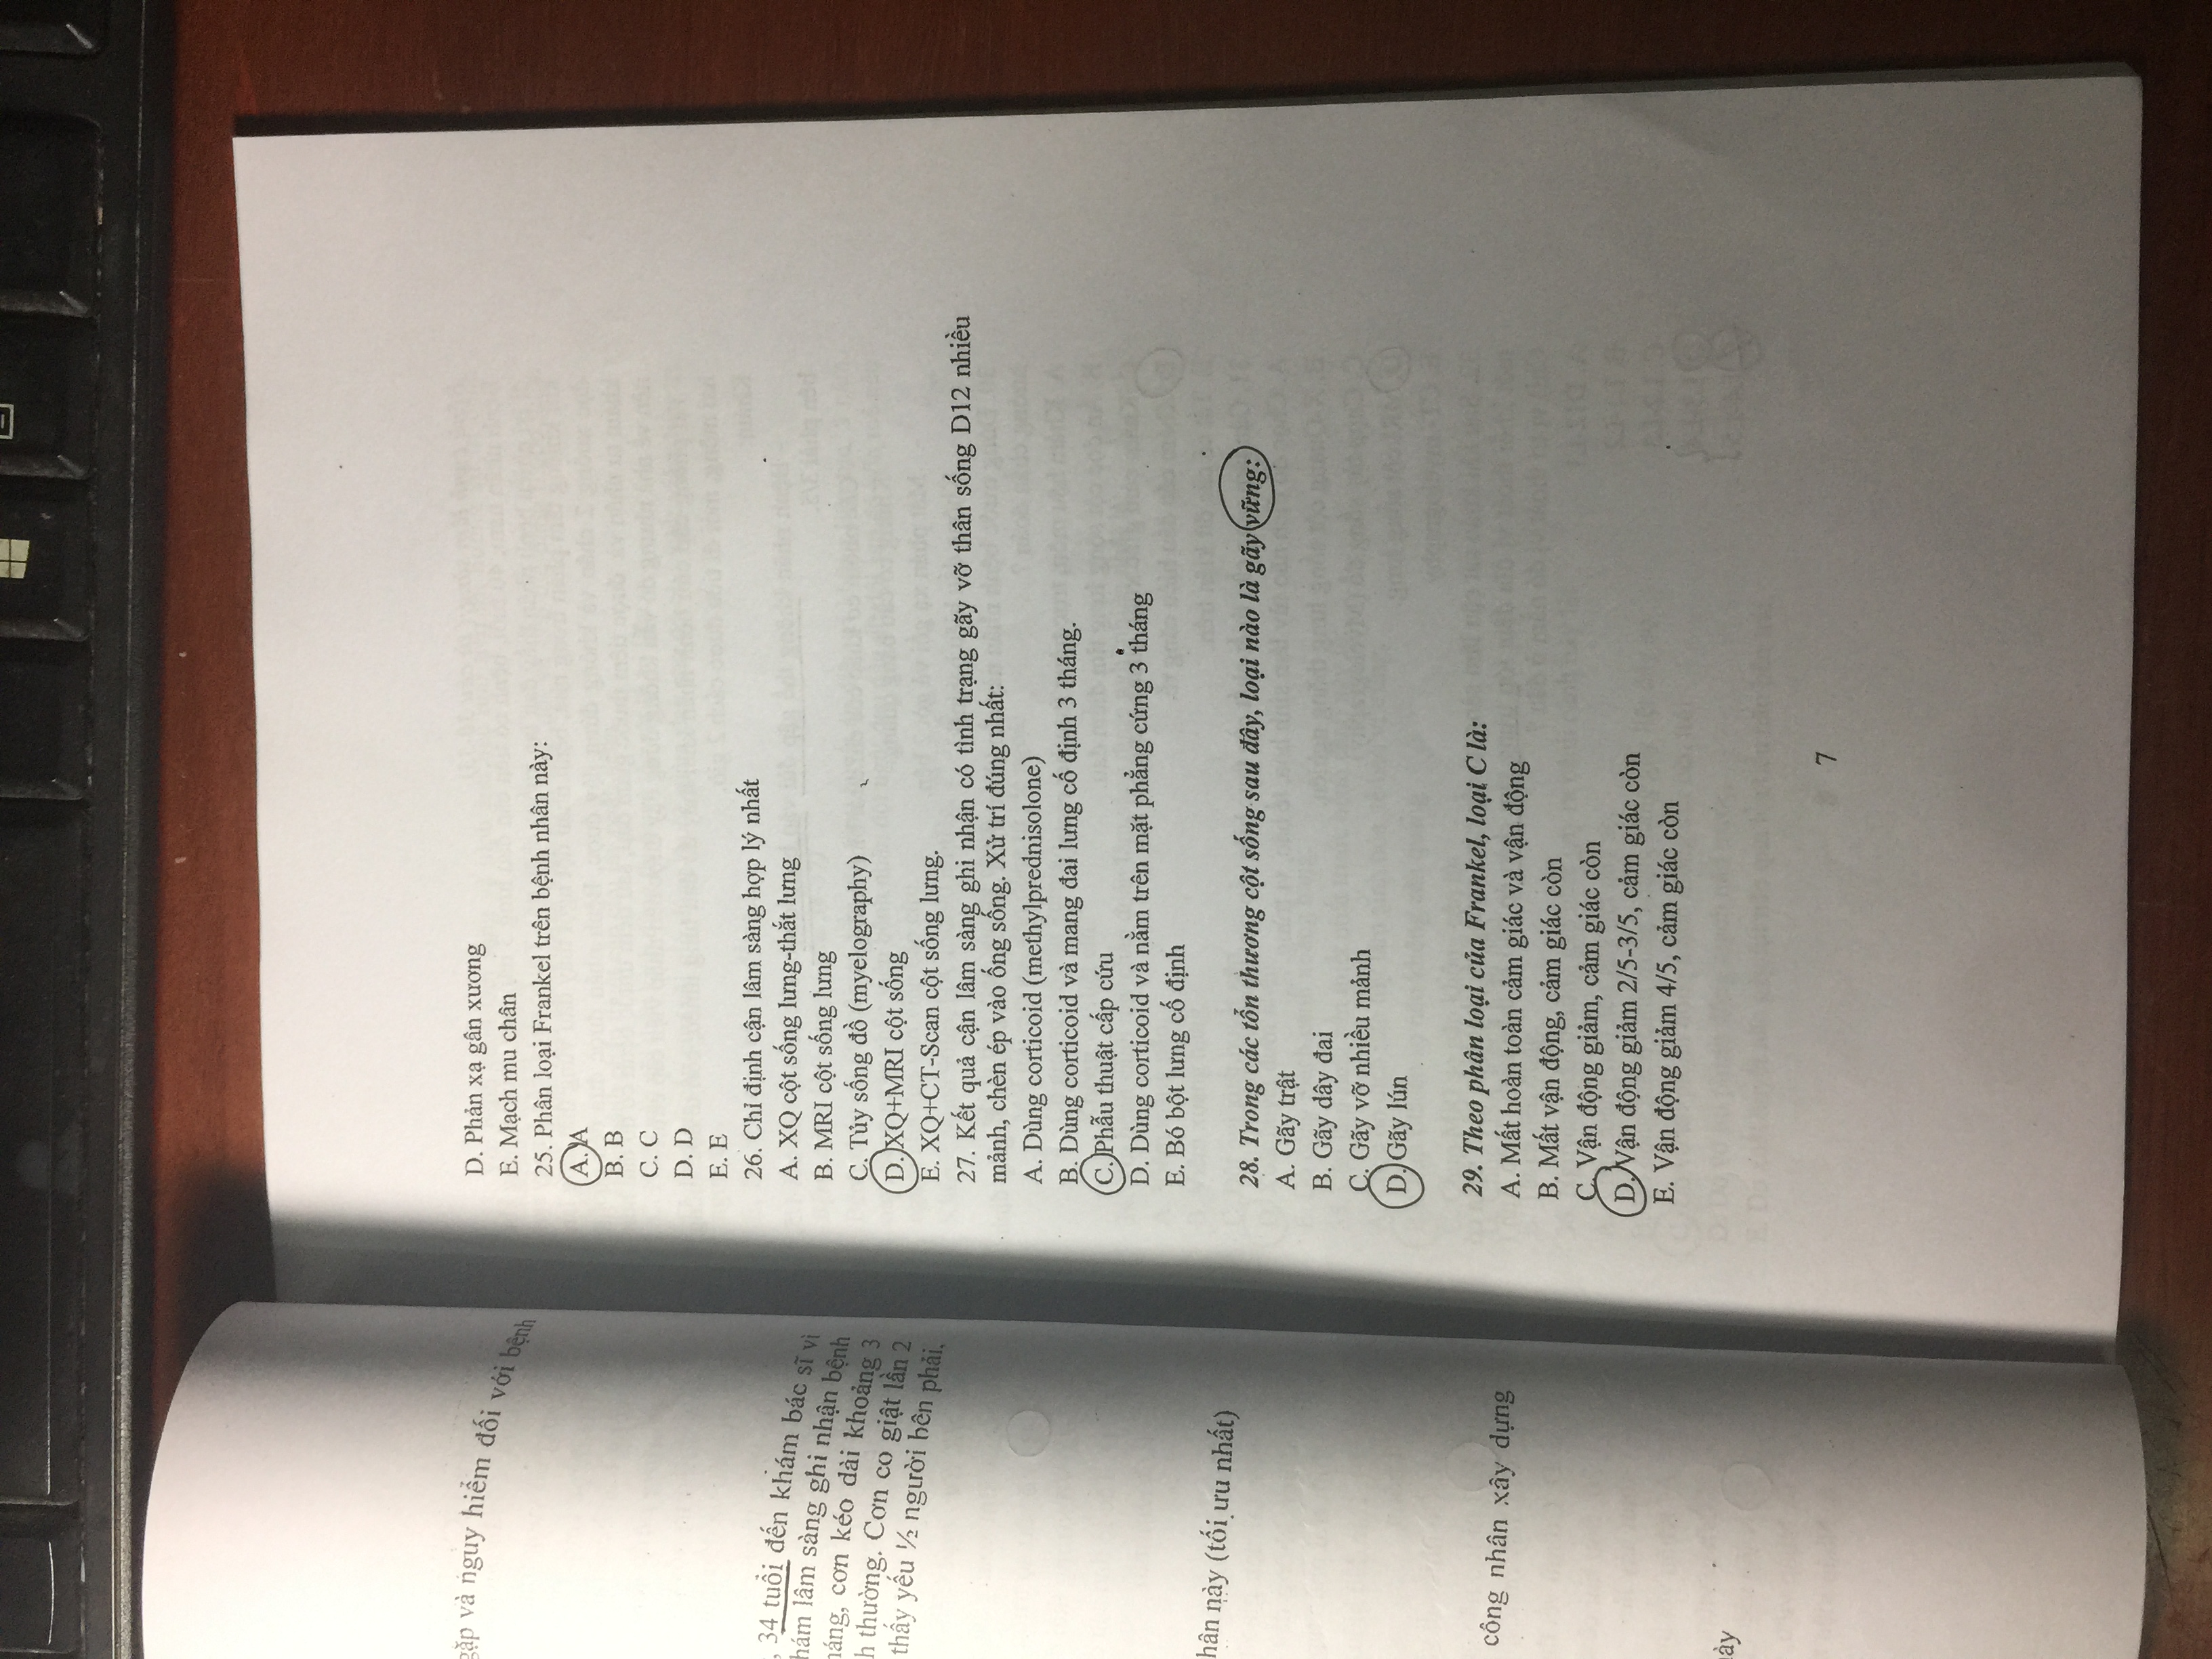 gặp và nguy hiểm đối với bệnh
, 34 tuổi đến khám bác sĩ vì
hám lâm sàng ghi nhận bệnh
háng, cơn kéo dài khoảng 3
h thường. Cơn co giật lần 2
thấy yếu ½ người bên phải,
hân này (tối ưu nhất)
công nhân xây dựng
ày
D. Phản xạ gân xương
E. Mạch mu chân
25. Phân loại Frankel trên bệnh nhân này:
A. A
B. B
C. C
D. D
E. E
26. Chỉ định cận lâm sàng hợp lý nhất
A. XQ cột sống lưng-thắt lưng
B. MRI cột sống lưng
C. Tủy sống đồ (myelography)
D. XQ+MRI cột sống
E. XQ+CT-Scan cột sống lưng.
27. Kết quả cận lâm sàng ghi nhận có tình trạng gãy vỡ thân sống D12 nhiều
mảnh, chèn ép vào ống sống. Xử trí đúng nhất:
A. Dùng corticoid (methylprednisolone)
B. Dùng corticoid và mang đai lưng cố định 3 tháng.
C. Phẫu thuật cấp cứu
D. Dùng corticoid và nằm trên mặt phẳng cứng 3 tháng
E. Bó bột lưng cố định
28. Trong các tổn thương cột sống sau đây, loại nào là gãy vững:
A. Gãy trật
B. Gãy dây đai
C. Gãy vỡ nhiều mảnh
D. Gãy lún
29. Theo phân loại của Frankel, loại C là:
A. Mất hoàn toàn cảm giác và vận động
B. Mất vận động, cảm giác còn
C. Vận động giảm, cảm giác còn
D. Vận động giảm 2/5-3/5, cảm giác còn
E. Vận động giảm 4/5, cảm giác còn
7